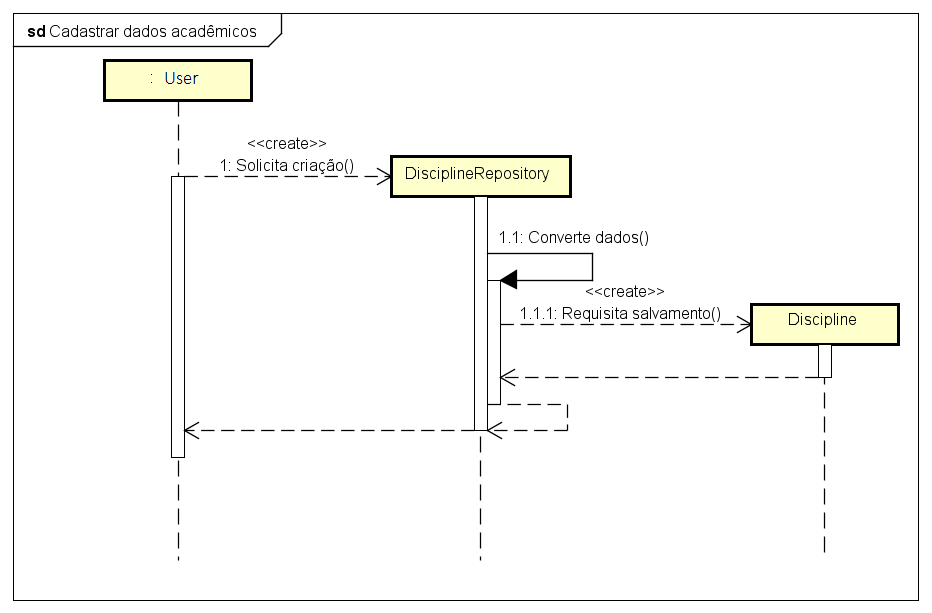 sd Cadastrar dados acadêmicos
: User
<<create>>
1: Solicita criação()
DisciplineRepository
1.1: Converte dados()
<<create>>
1.1.1: Requisita salvamento()
Discipline